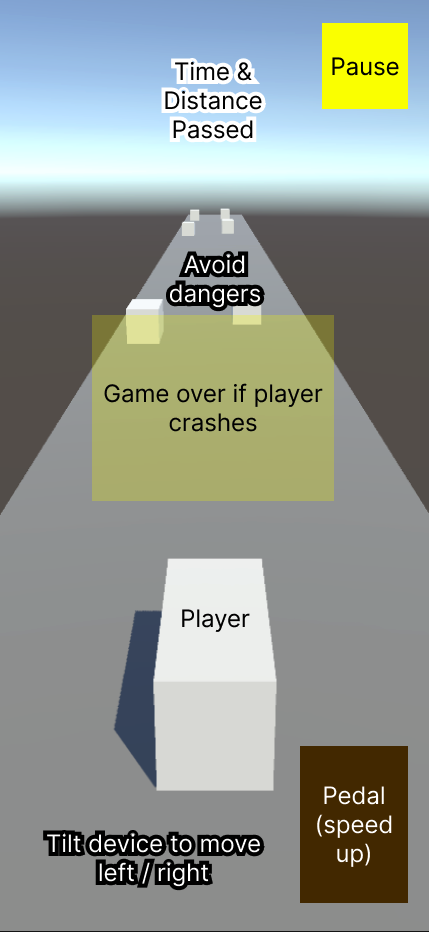 Time &
Distance
Passed
Pause
Avoid
dangers
Game over if player
crashes
Player
Tilt device to move
left / right
Pedal
(speed
up)